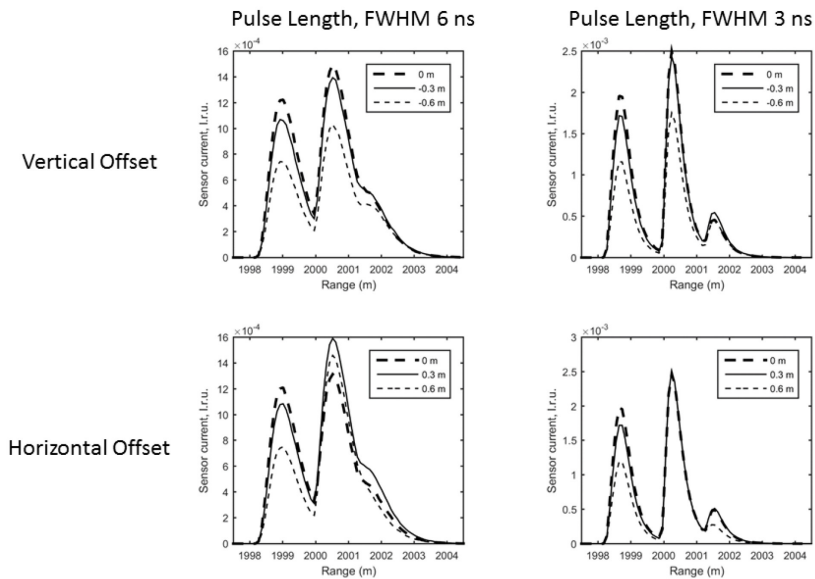 Pulse Length, FWHM 6 ns
Pulse Length, FWHM 3 ns
Vertical Offset
×10-4
16
14
12
10
8
6
4
2
0
Sensor current, I.r.u.
0 m
-0.3 m
-0.6 m
1998 1999 2000 2001 2002 2003 2004
Range (m)
×10-3
2.5
2
1.5
1
0.5
0
Sensor current, I.r.u.
0 m
-0.3 m
-0.6 m
1998 1999 2000 2001 2002 2003 2004
Range (m)
Horizontal Offset
×10-4
16
14
12
10
8
6
4
2
0
Sensor current, I.r.u.
0 m
0.3 m
0.6 m
1998 1999 2000 2001 2002 2003 2004
Range (m)
×10-3
3
2.5
2
1.5
1
0.5
0
Sensor current, I.r.u.
0 m
0.3 m
0.6 m
1998 1999 2000 2001 2002 2003 2004
Range (m)